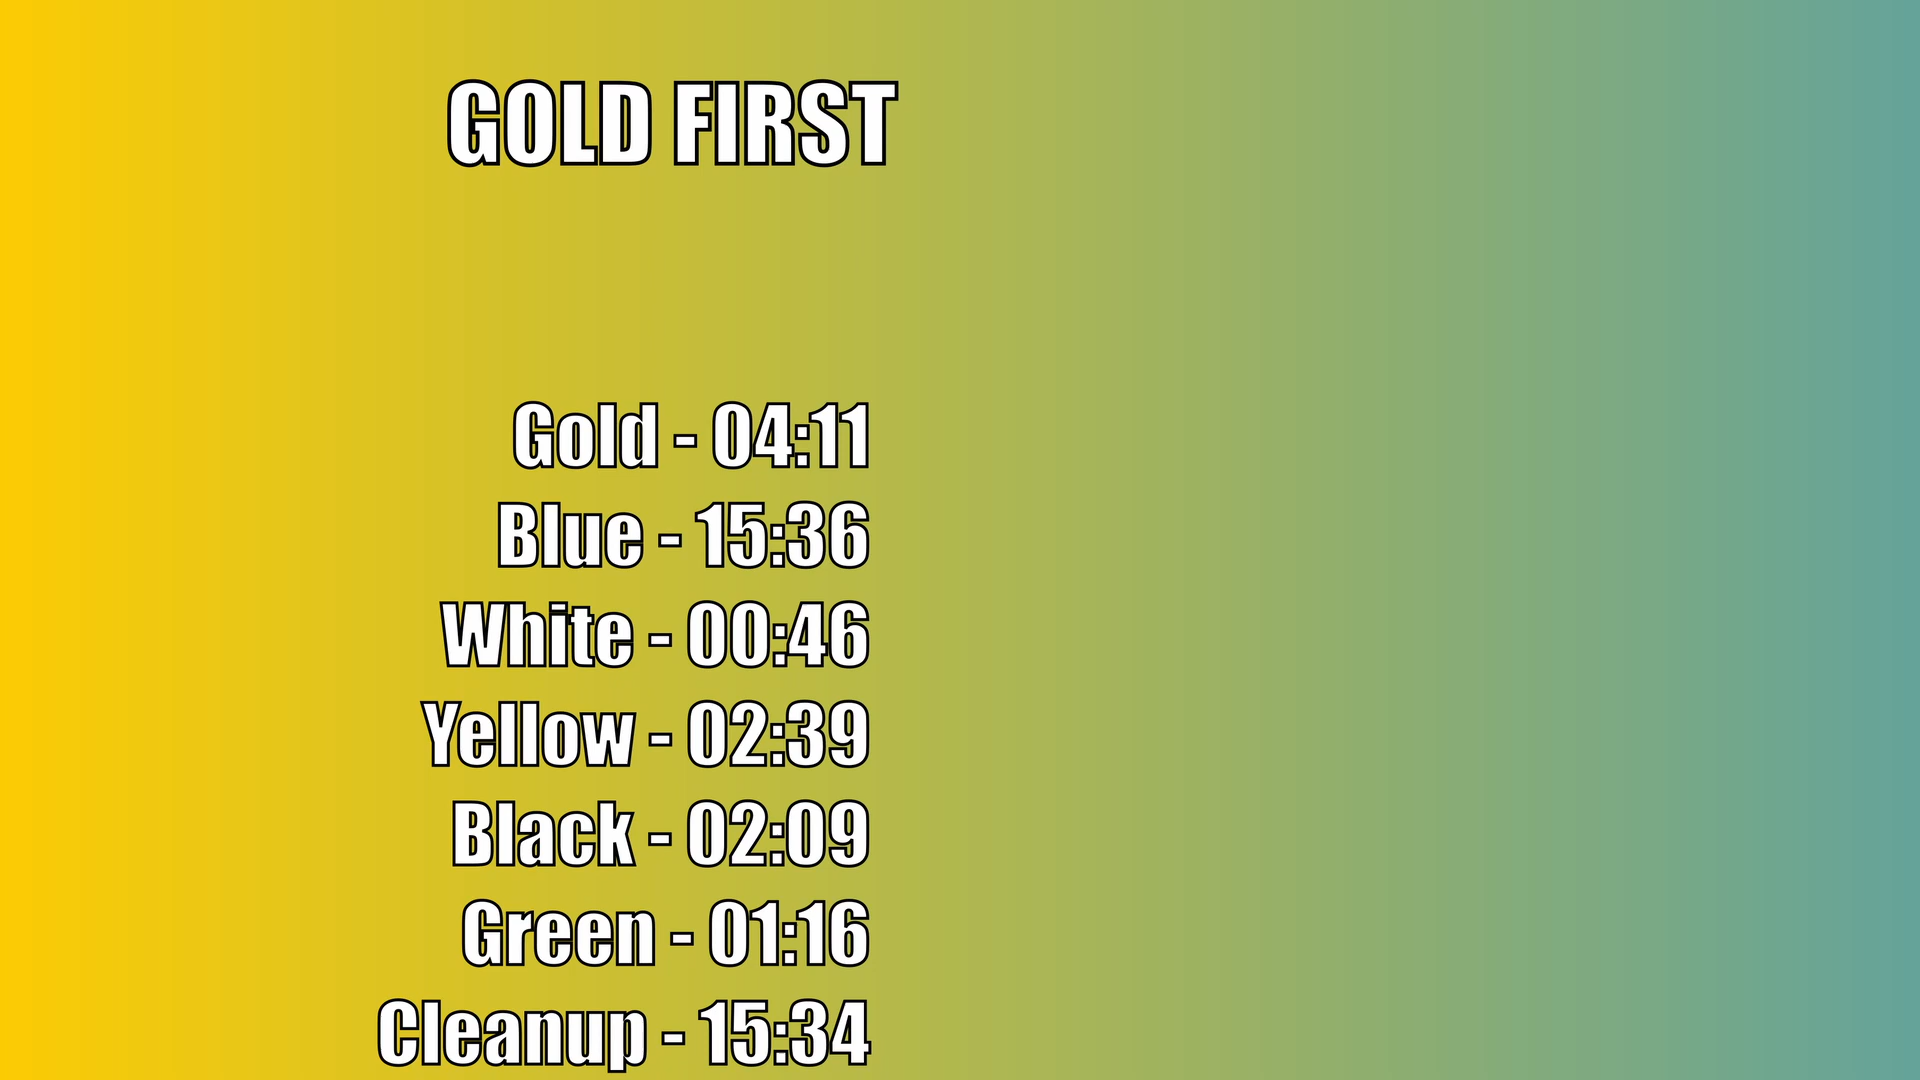 GOLD FIRST
Gold - 04:11
Blue - 15:36
White - 00:46
Yellow - 02:39
Black - 02:09
Green - 01:16
Cleanup - 15:34